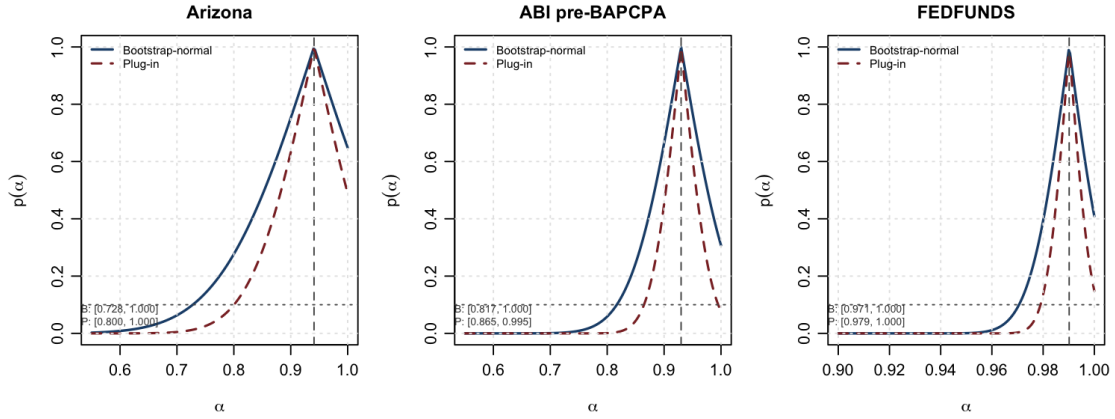 Arizona
Bootstrap-normal
Plug-in
p(α)
0.0
0.2
0.4
0.6
0.8
1.0
B: [0.728, 1.000]
P: [0.800, 1.000]
0.6
0.7
0.8
0.9
1.0
α
ABI pre-BAPCPA
Bootstrap-normal
Plug-in
p(α)
0.0
0.2
0.4
0.6
0.8
1.0
B: [0.817, 1.000]
P: [0.865, 0.995]
0.6
0.7
0.8
0.9
1.0
α
FEDFUNDS
Bootstrap-normal
Plug-in
p(α)
0.0
0.2
0.4
0.6
0.8
1.0
B: [0.971, 1.000]
P: [0.979, 1.000]
0.90
0.92
0.94
0.96
0.98
1.00
α